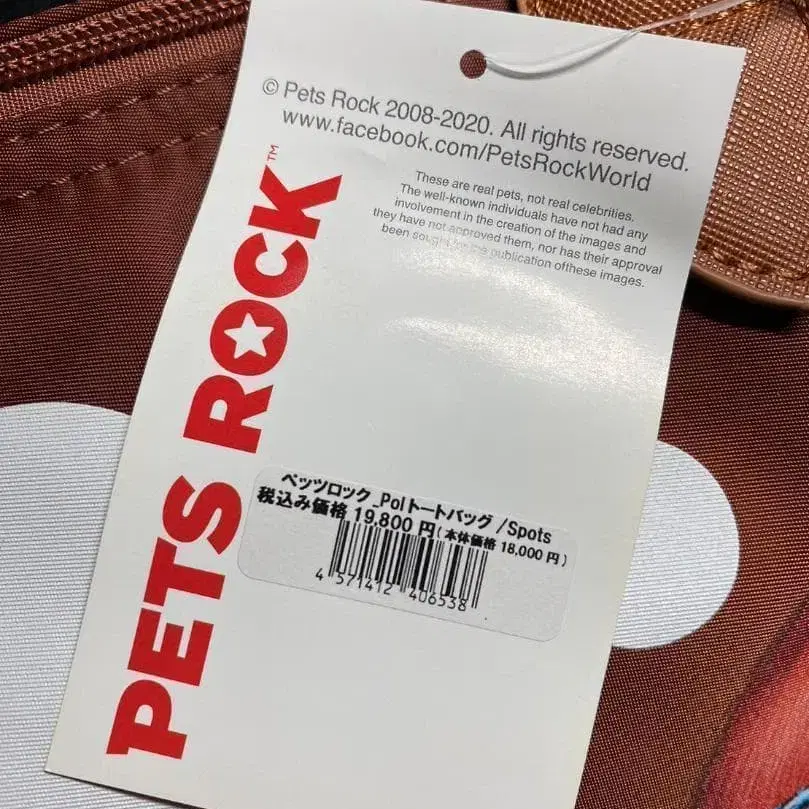 © Pets Rock 2008-2020. All rights reserved.
www.facebook.com/PetsRockWorld
These are real pets, not real celebrities.
The well-known individuals have not had any
involvement in the creation of the images and
they have not approved them, nor has their approval
been sought for the publication ofthese images.
PETS ROCK™
ペッツロック .Polトートバッグ /Spots
税込み価格 19,800 円(本体価格 18,000 円)
4 571412 406538